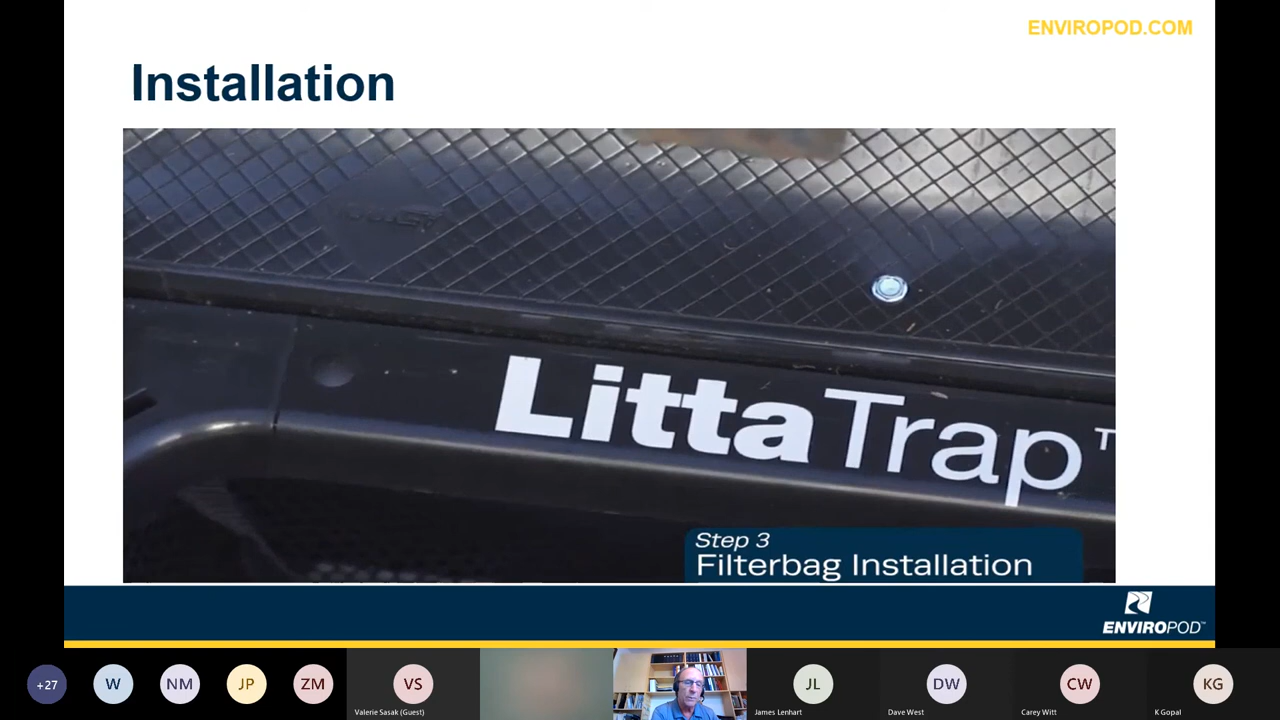 ENVIROPOD.COM
Installation
LittaTrap
Step 3
Filterbag Installation
ENVIROPOD™
+27
W
NM
JP
ZM
VS
JL
DW
CW
KG
Valerie Sasak (Guest)
James Lenhart
Dave West
Carey Witt
K Gopal